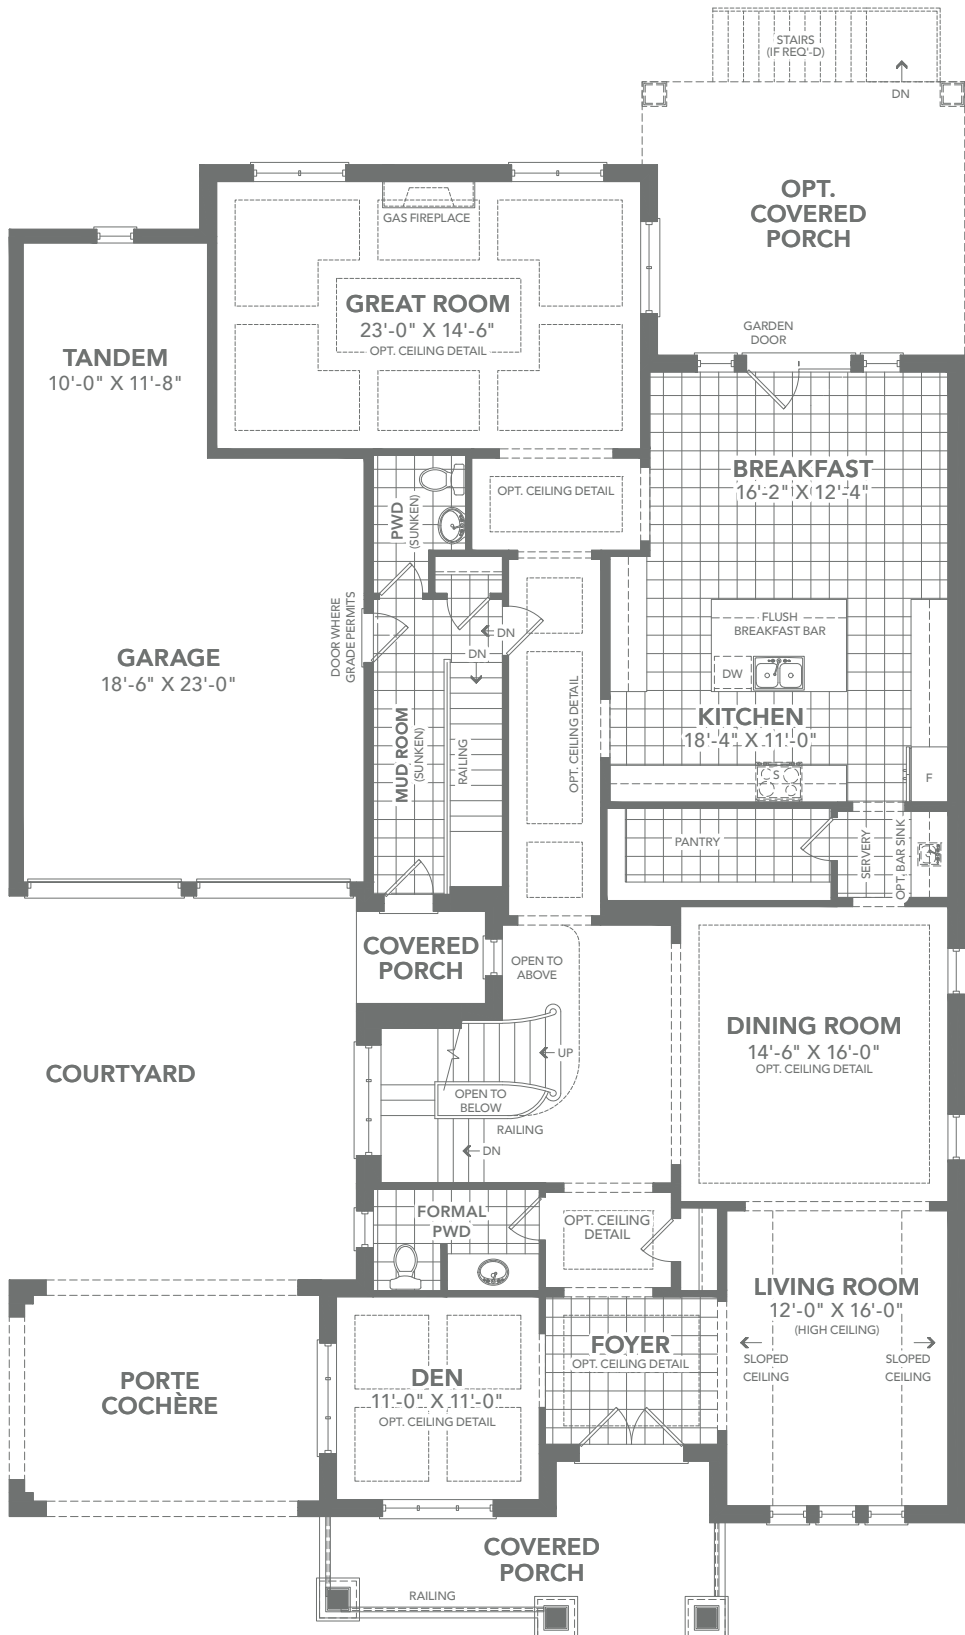 STAIRS
(IF REQ'D)
DN
OPT.
COVERED
PORCH
GAS FIREPLACE
GREAT ROOM
23'-0" X 14'-6"
OPT. CEILING DETAIL
GARDEN
DOOR
TANDEM
10'-0" X 11'-8"
BREAKFAST
16'-2" X 12'-4"
OPT. CEILING DETAIL
PWD
(SUNKEN)
DOOR WHERE
GRADE PERMITS
FLUSH
BREAKFAST BAR
DN
DN
GARAGE
18'-6" X 23'-0"
DW
KITCHEN
18'-4" X 11'-0"
OPT. CEILING DETAIL
MUD ROOM
(SUNKEN)
RAILING
S
F
PANTRY
SERVERY
OPT. BAR SINK
COVERED
PORCH
OPEN TO
ABOVE
DINING ROOM
14'-6" X 16'-0"
OPT. CEILING DETAIL
UP
COURTYARD
OPEN TO
BELOW
RAILING
DN
FORMAL
PWD
OPT. CEILING
DETAIL
LIVING ROOM
12'-0" X 16'-0"
(HIGH CEILING)
SLOPED
CEILING
SLOPED
CEILING
FOYER
OPT. CEILING DETAIL
DEN
11'-0" X 11'-0"
OPT. CEILING DETAIL
PORTE
COCHÈRE
COVERED
PORCH
RAILING